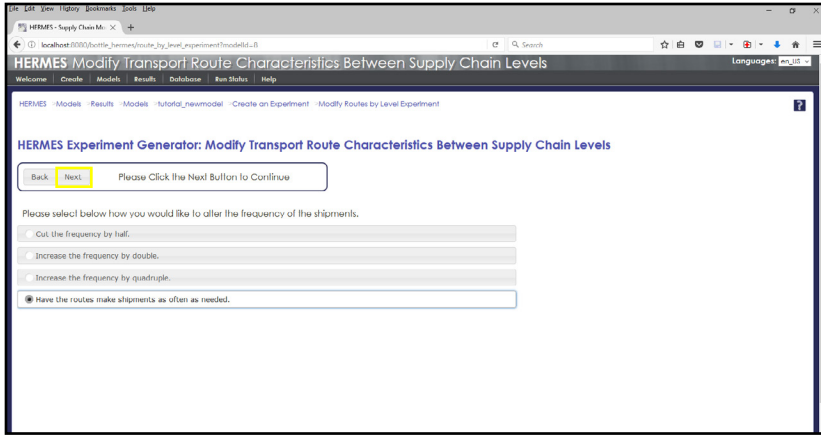 File Edit View History Bookmarks Tools Help
HERMES - Supply Chain Mo
localhost:8080/bottle_hermes/route_by_level_experiment?modelId=8
Search
HERMES Modify Transport Route Characteristics Between Supply Chain Levels
Languages: en_US
Welcome Create Models Results Database Run Status Help
HERMES >Models >Results >Models >tutorial_newmodel >Create an Experiment >Modify Routes by Level Experiment
?
HERMES Experiment Generator: Modify Transport Route Characteristics Between Supply Chain Levels
Back Next Please Click the Next Button to Continue
Please select below how you would like to alter the frequency of the shipments.
Cut the frequency by half.
Increase the frequency by double.
Increase the frequency by quadruple.
Have the routes make shipments as often as needed.